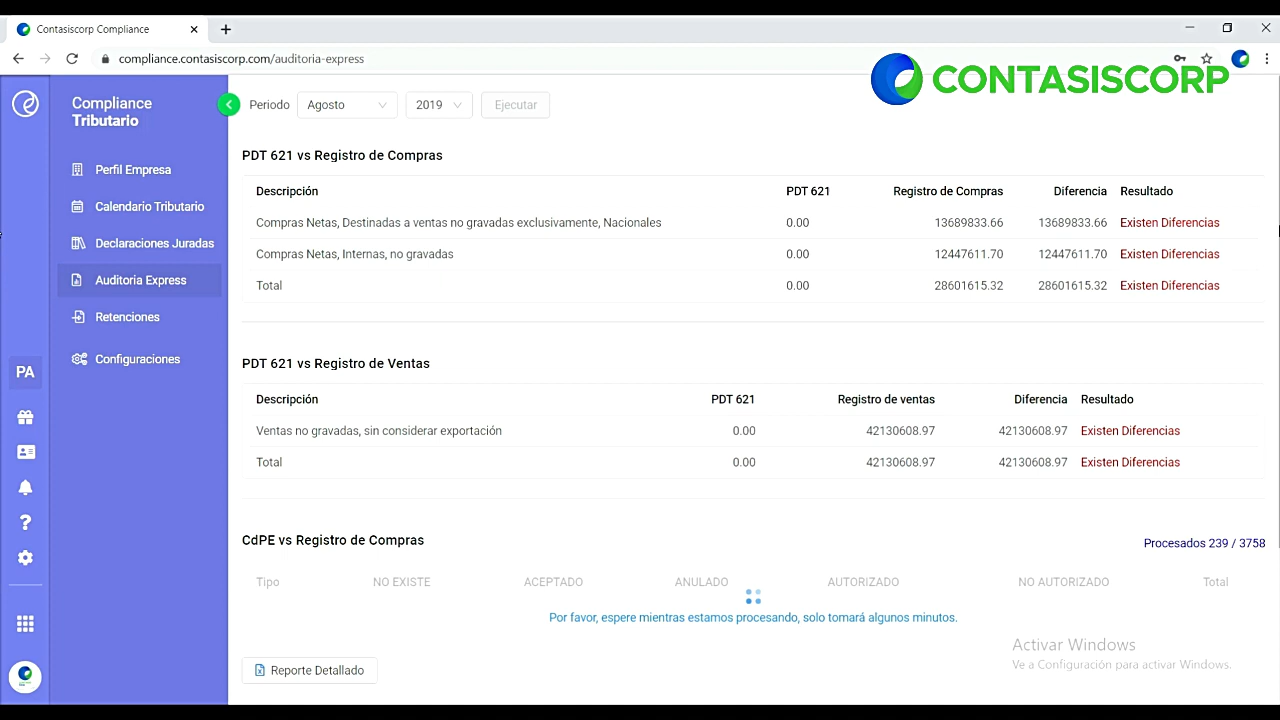 Contasiscorp Compliance
compliance.contasiscorp.com/auditoria-express
CONTASISCORP
Compliance
Tributario
Perfil Empresa
Calendario Tributario
Declaraciones Juradas
Auditoria Express
Retenciones
Configuraciones
PA
Periodo Agosto 2019 Ejecutar
PDT 621 vs Registro de Compras
Descripción PDT 621 Registro de Compras Diferencia Resultado
Compras Netas, Destinadas a ventas no gravadas exclusivamente, Nacionales 0.00 13689833.66 13689833.66 Existen Diferencias
Compras Netas, Internas, no gravadas 0.00 12447611.70 12447611.70 Existen Diferencias
Total 0.00 28601615.32 28601615.32 Existen Diferencias
PDT 621 vs Registro de Ventas
Descripción PDT 621 Registro de ventas Diferencia Resultado
Ventas no gravadas, sin considerar exportación 0.00 42130608.97 42130608.97 Existen Diferencias
Total 0.00 42130608.97 42130608.97 Existen Diferencias
CdPE vs Registro de Compras
Procesados 239 / 3758
Tipo NO EXISTE ACEPTADO ANULADO AUTORIZADO NO AUTORIZADO Total
Por favor, espere mientras estamos procesando, solo tomará algunos minutos.
Reporte Detallado
Activar Windows
Ve a Configuración para activar Windows.